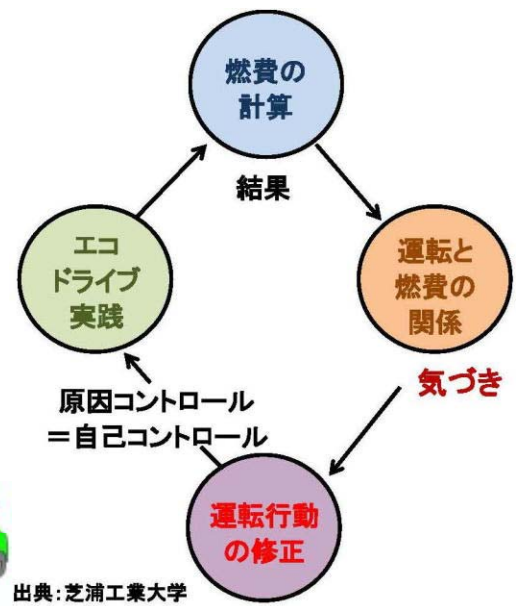 燃費の
計算
結果
エコ
ドライブ
実践
運転と
燃費の
関係
気づき
原因コントロール
＝自己コントロール
運転行動
の修正
出典：芝浦工業大学